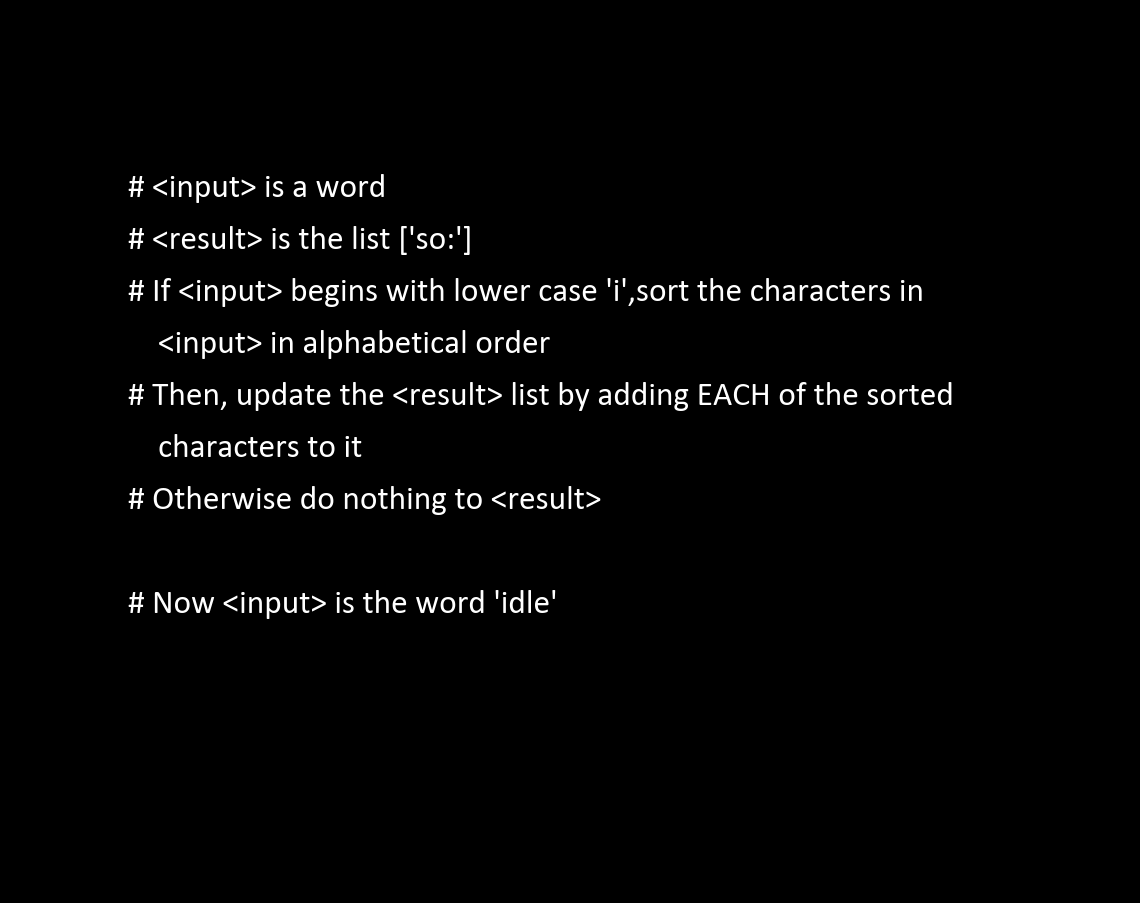 # <input> is a word
# <result> is the list ['so:']
# If <input> begins with lower case 'i',sort the characters in
<input> in alphabetical order
# Then, update the <result> list by adding EACH of the sorted
characters to it
# Otherwise do nothing to <result>
# Now <input> is the word 'idle'